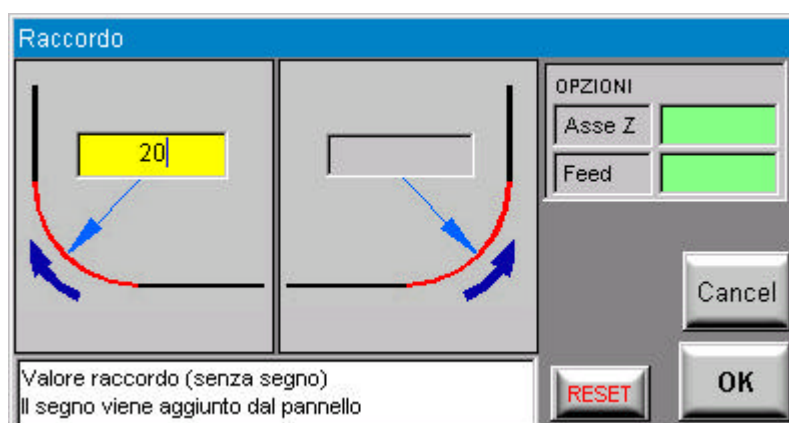 Raccordo
20
OPZIONI
Asse Z
Feed
Cancel
Valore raccordo (senza segno)
Il segno viene aggiunto dal pannello
RESET
OK